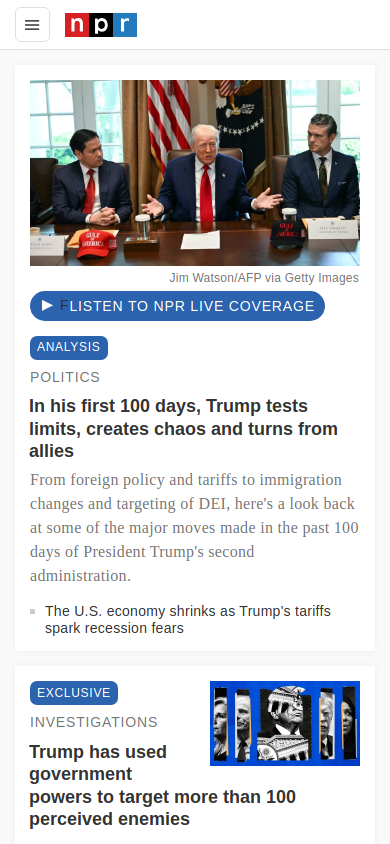 npr
GULF
of
AMERICA
Jim Watson/AFP via Getty Images
LISTEN TO NPR LIVE COVERAGE
ANALYSIS
POLITICS
In his first 100 days, Trump tests
limits, creates chaos and turns from
allies
From foreign policy and tariffs to immigration
changes and targeting of DEI, here's a look back
at some of the major moves made in the past 100
days of President Trump's second
administration.
The U.S. economy shrinks as Trump's tariffs
spark recession fears
EXCLUSIVE
INVESTIGATIONS
Trump has used
government
powers to target more than 100
perceived enemies